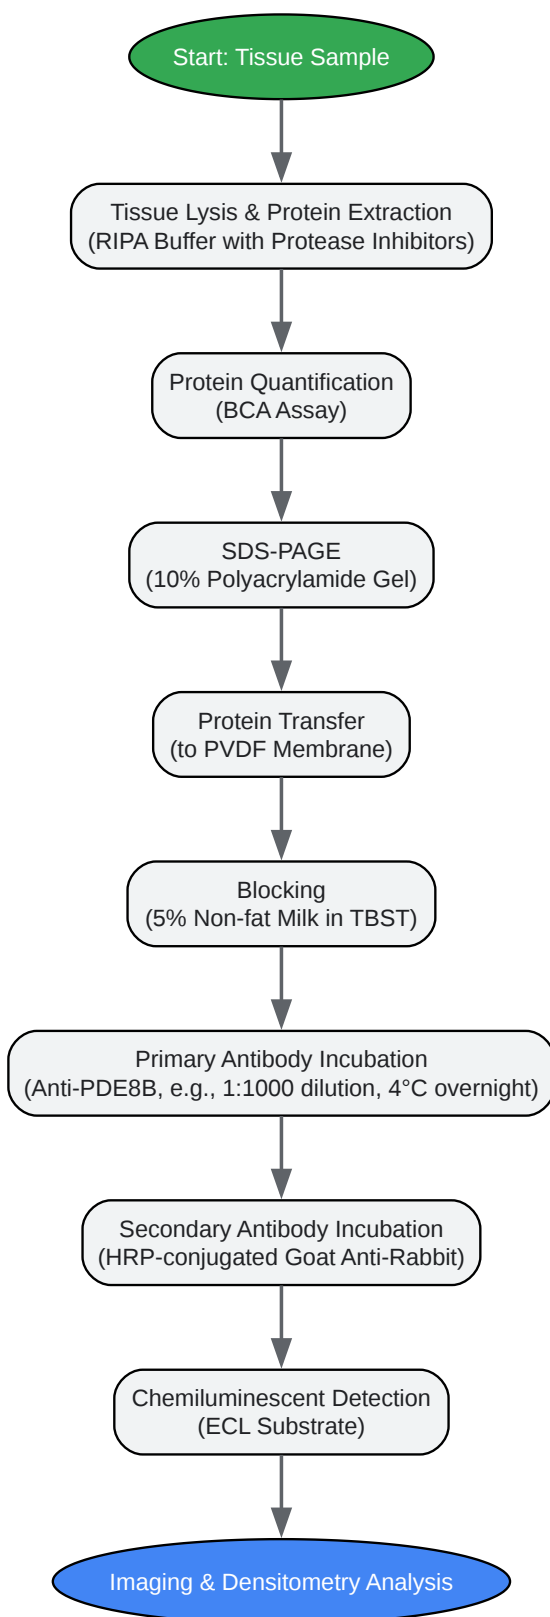 Start: Tissue Sample
Tissue Lysis & Protein Extraction
(RIPA Buffer with Protease Inhibitors)
Protein Quantification
(BCA Assay)
SDS-PAGE
(10% Polyacrylamide Gel)
Protein Transfer
(to PVDF Membrane)
Blocking
(5% Non-fat Milk in TBST)
Primary Antibody Incubation
(Anti-PDE8B, e.g., 1:1000 dilution, 4°C overnight)
Secondary Antibody Incubation
(HRP-conjugated Goat Anti-Rabbit)
Chemiluminescent Detection
(ECL Substrate)
Imaging & Densitometry Analysis